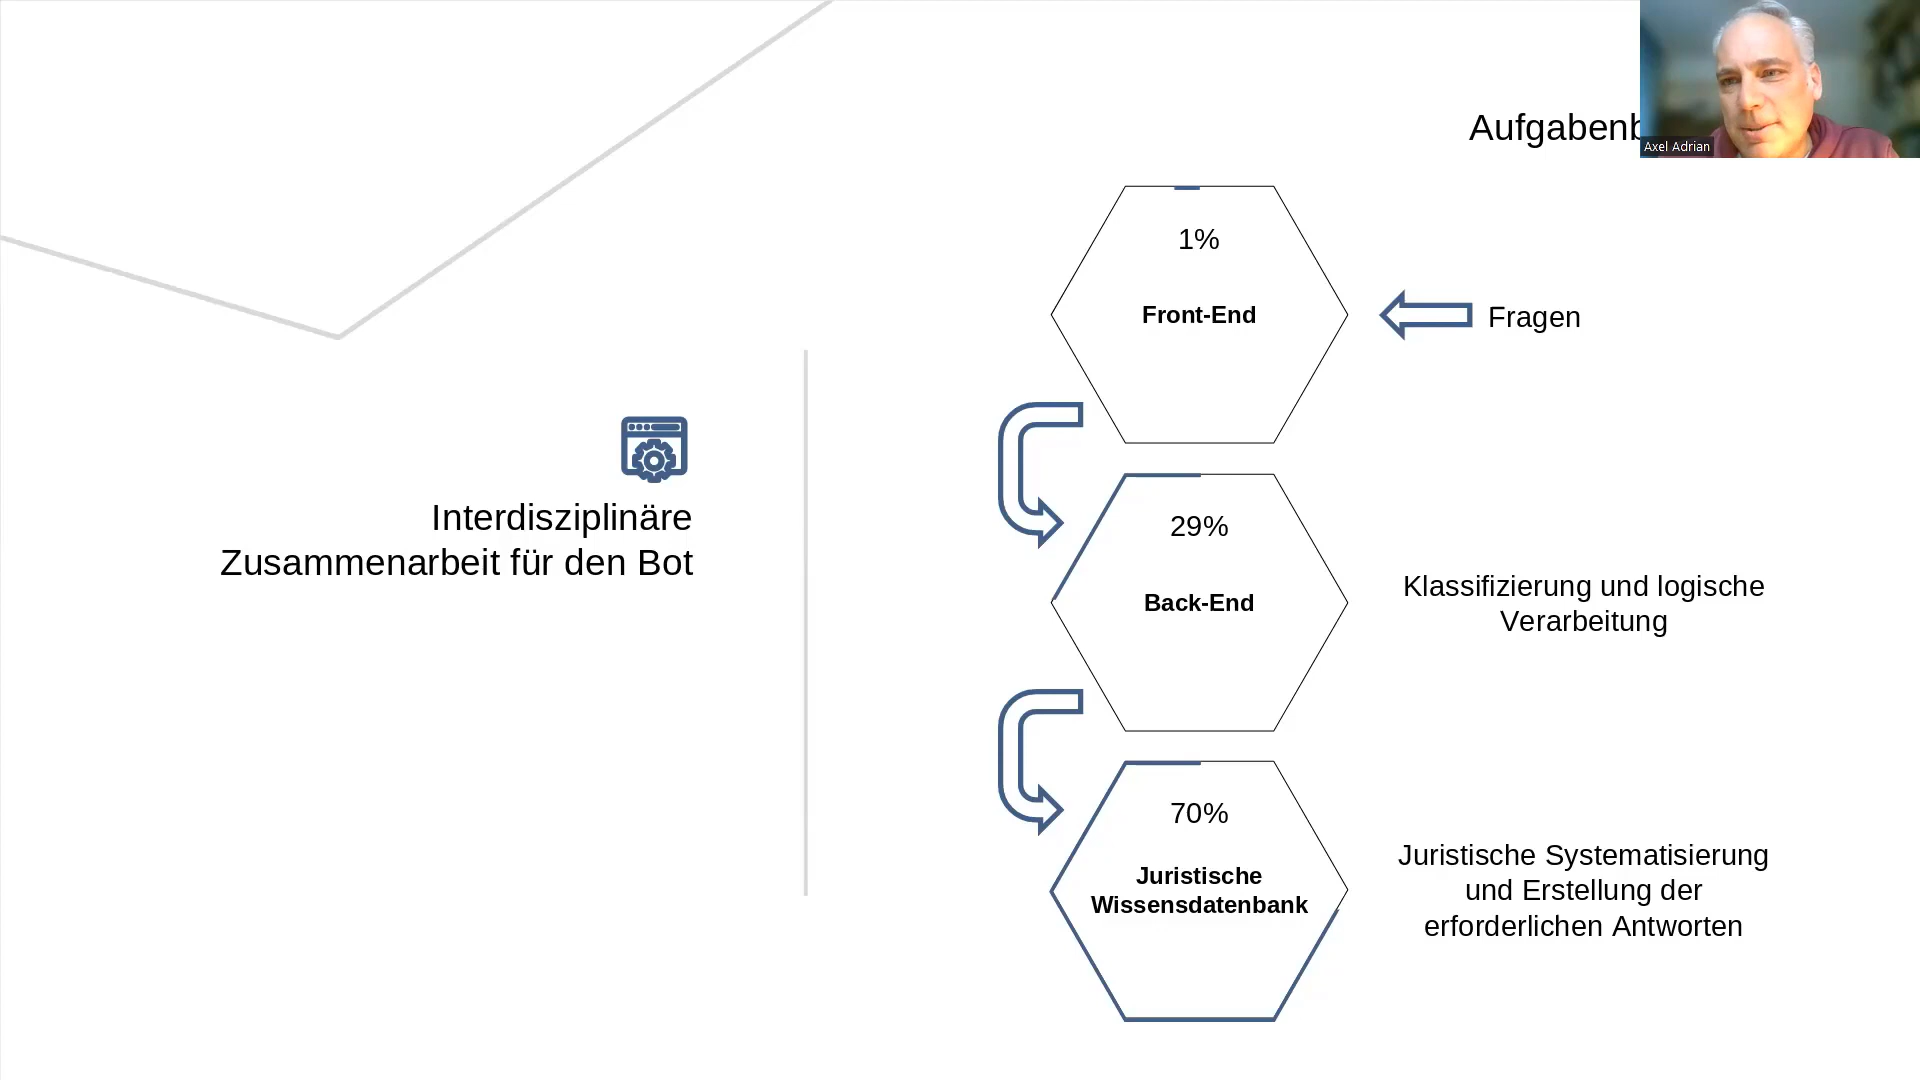 Axel Adrian
1%
Front-End
Fragen
Interdisziplinäre
Zusammenarbeit für den Bot
29%
Back-End
Klassifizierung und logische
Verarbeitung
70%
Juristische
Wissensdatenbank
Juristische Systematisierung
und Erstellung der
erforderlichen Antworten